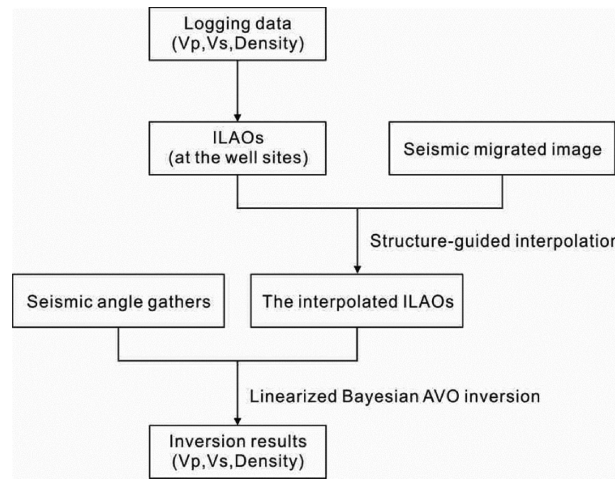 Logging data
(Vp,Vs,Density)
ILAOs
(at the well sites)
Seismic migrated image
Structure-guided interpolation
Seismic angle gathers
The interpolated ILAOs
Linearized Bayesian AVO inversion
Inversion results
(Vp,Vs,Density)